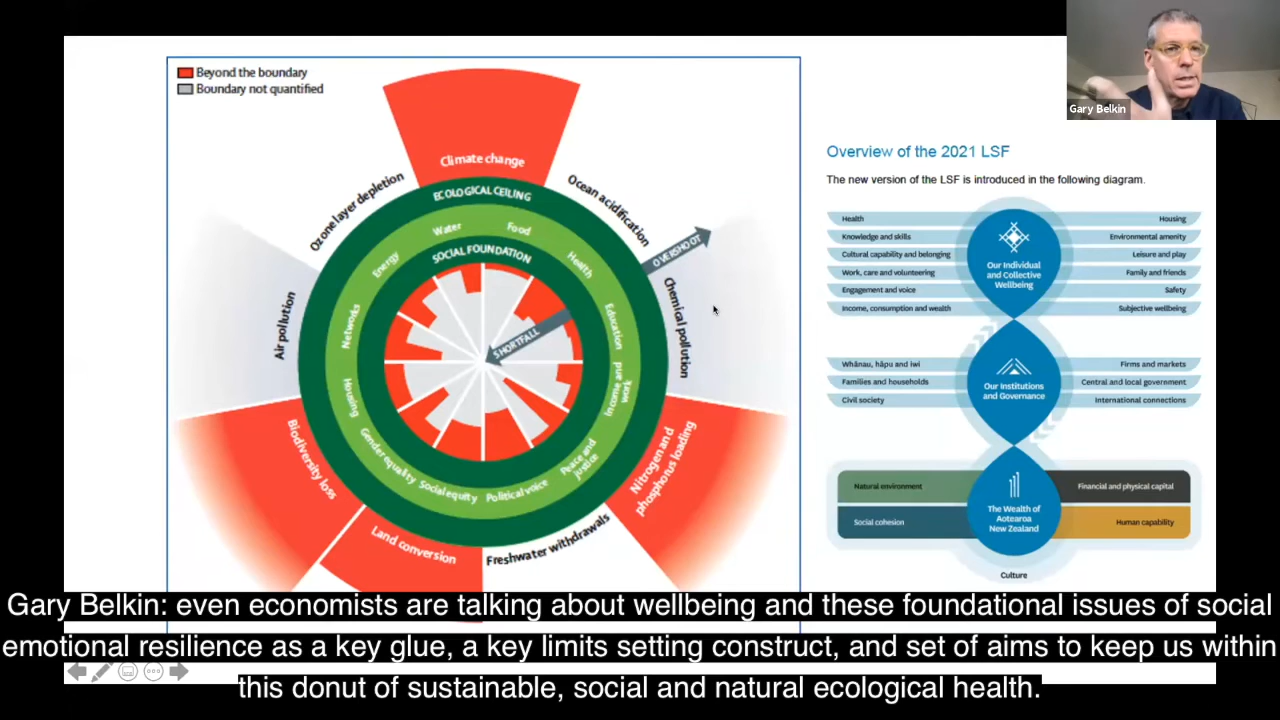 Beyond the boundary
Boundary not quantified
Climate change
Ozone layer depletion
Ocean acidification
ECOLOGICAL CEILING
Water
Food
Energy
Health
SOCIAL FOUNDATION
OVERSHOOT
Air pollution
Networks
Education
Chemical pollution
SHORTFALL
Housing
Income and work
Gender equality
Social equity
Political voice
Peace and justice
Biodiversity loss
Nitrogen and phosphorus loading
Land conversion
Freshwater withdrawals
Gary Belkin
Overview of the 2021 LSF
The new version of the LSF is introduced in the following diagram.
Health
Housing
Knowledge and skills
Environmental amenity
Cultural capability and belonging
Leisure and play
Work, care and volunteering
Family and friends
Engagement and voice
Safety
Income, consumption and wealth
Subjective wellbeing
Our Individual
and Collective
Wellbeing
Whānau, hāpu and iwi
Firms and markets
Families and households
Central and local government
Civil society
International connections
Our Institutions
and Governance
Natural environment
Financial and physical capital
Social cohesion
Human capability
The Wealth of
Aotearoa
New Zealand
Culture
Gary Belkin: even economists are talking about wellbeing and these foundational issues of social
emotional resilience as a key glue, a key limits setting construct, and set of aims to keep us within
this donut of sustainable, social and natural ecological health.